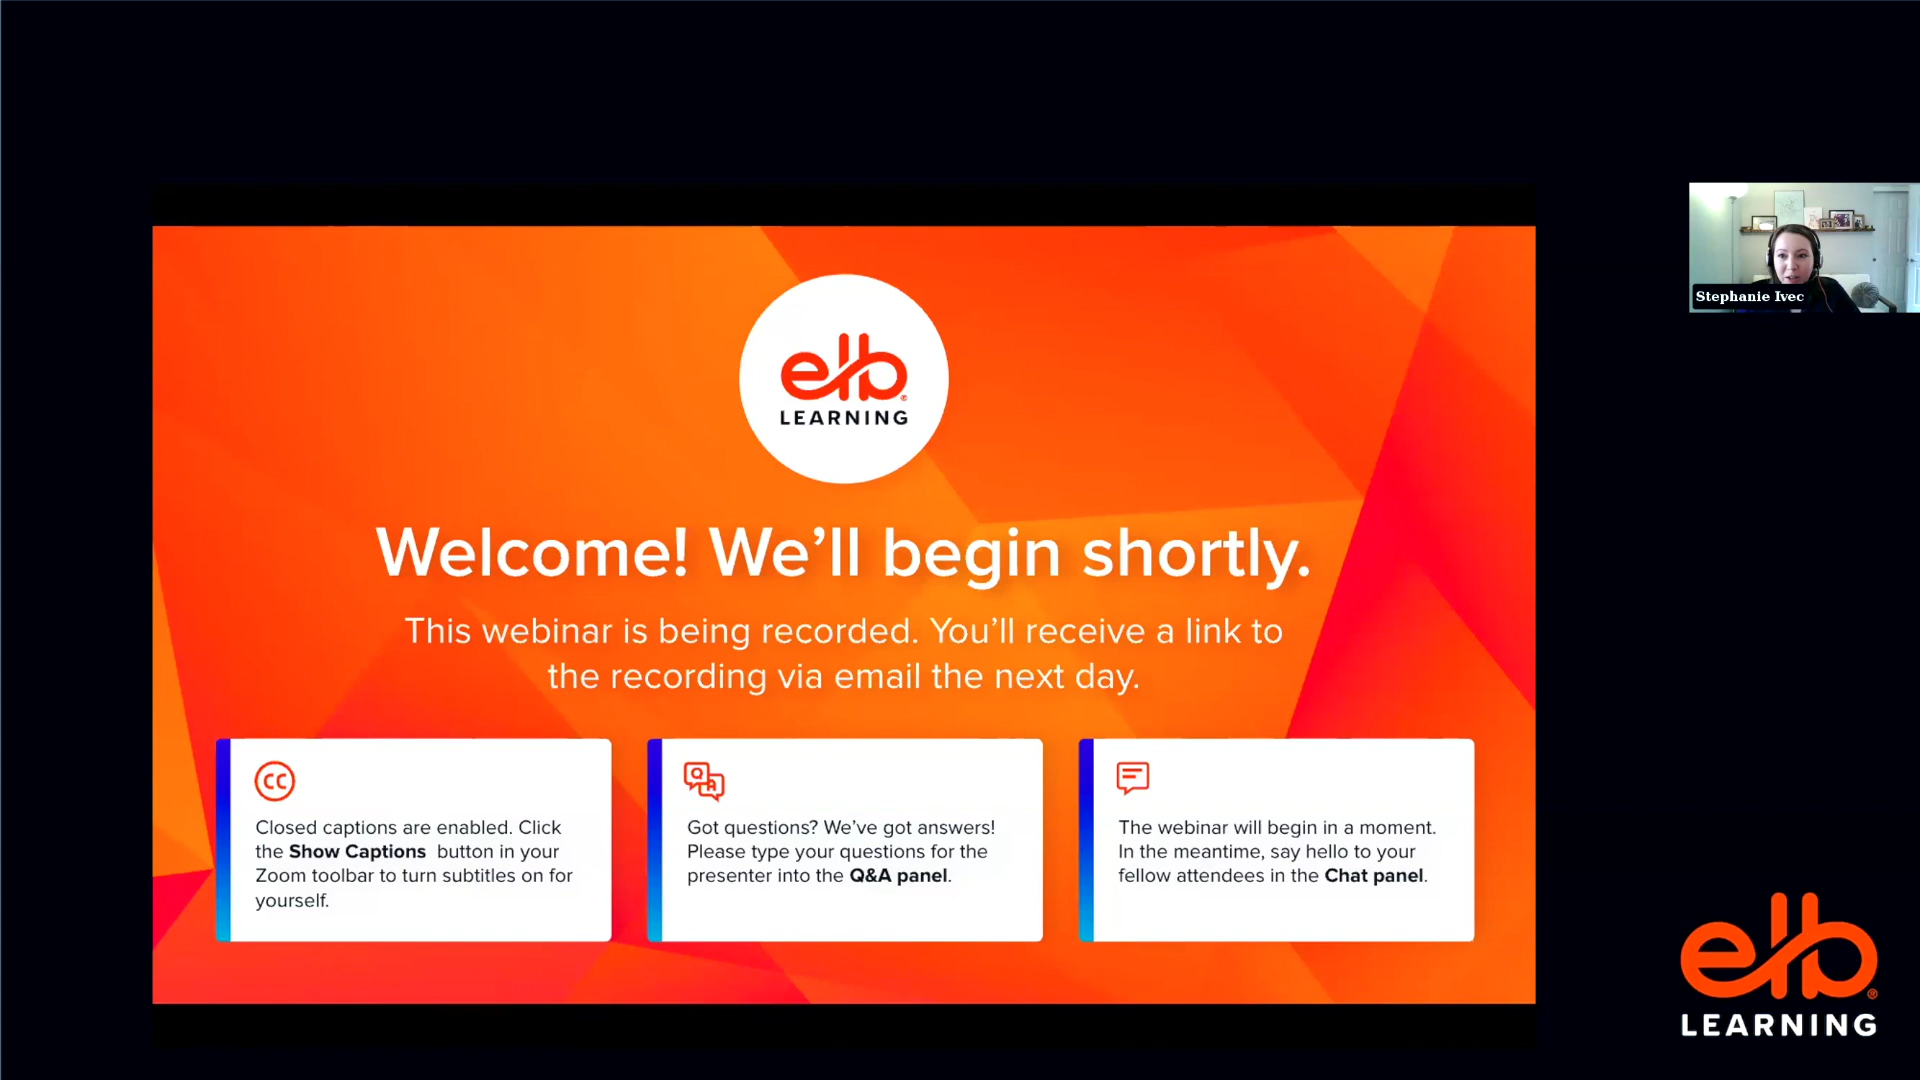 elb
LEARNING
Welcome! We’ll begin shortly.
This webinar is being recorded. You’ll receive a link to
the recording via email the next day.
CC
Closed captions are enabled. Click
the Show Captions button in your
Zoom toolbar to turn subtitles on for
yourself.
Q A
Got questions? We’ve got answers!
Please type your questions for the
presenter into the Q&A panel.
The webinar will begin in a moment.
In the meantime, say hello to your
fellow attendees in the Chat panel.
Stephanie Ivec
elb®
LEARNING